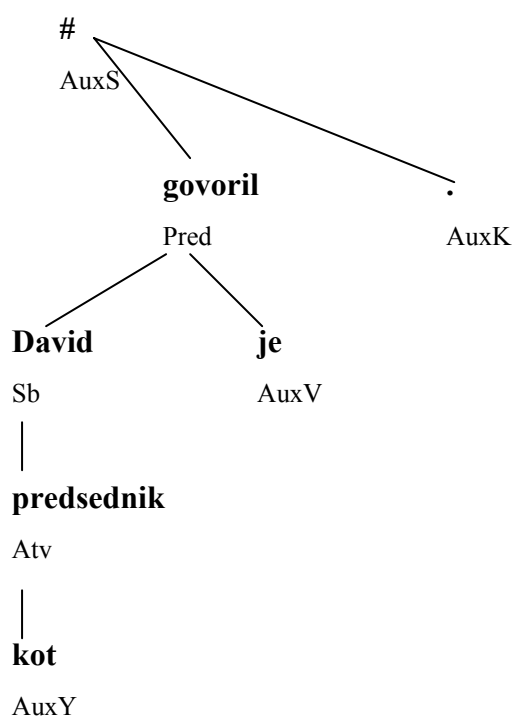 #
AuxS
govoril .
Pred AuxK
David je
Sb AuxV
predsednik
Atv
kot
AuxY